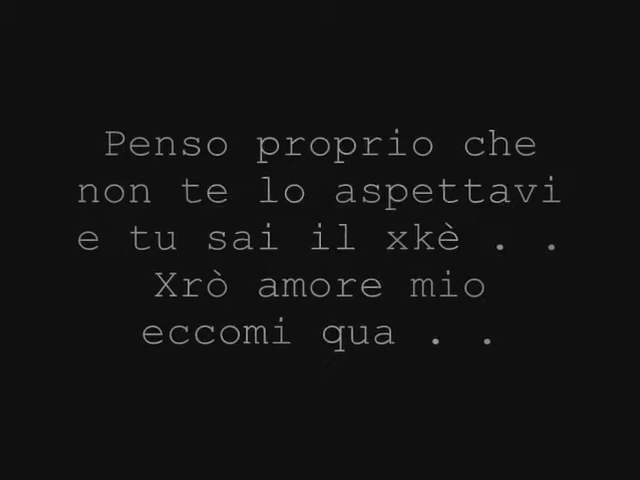 Penso proprio che
non te lo aspettavi
e tu sai il xkè . .
Xrò amore mio
eccomi qua . .